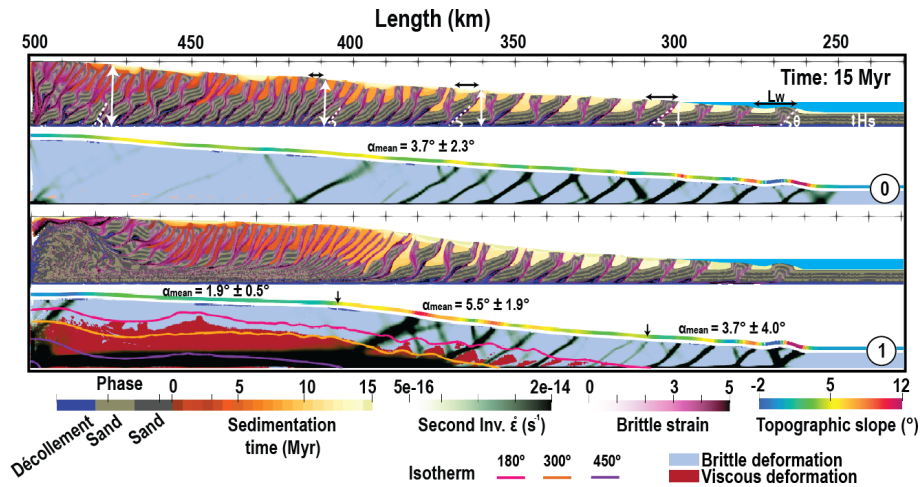 Length (km)
500 450 400 350 300 250
Time: 15 Myr
Lw
θ
Hs
αmean = 3.7° ± 2.3°
0
αmean = 1.9° ± 0.5°
αmean = 5.5° ± 1.9°
αmean = 3.7° ± 4.0°
1
Phase 0 5 10 15 5e-16 2e-14 0 3 5 -2 5 12
Décollement Sand Sand
Sedimentation time (Myr)
Second Inv. ε̇ (s⁻¹)
Brittle strain
Topographic slope (°)
Isotherm 180° 300° 450°
Brittle deformation
Viscous deformation